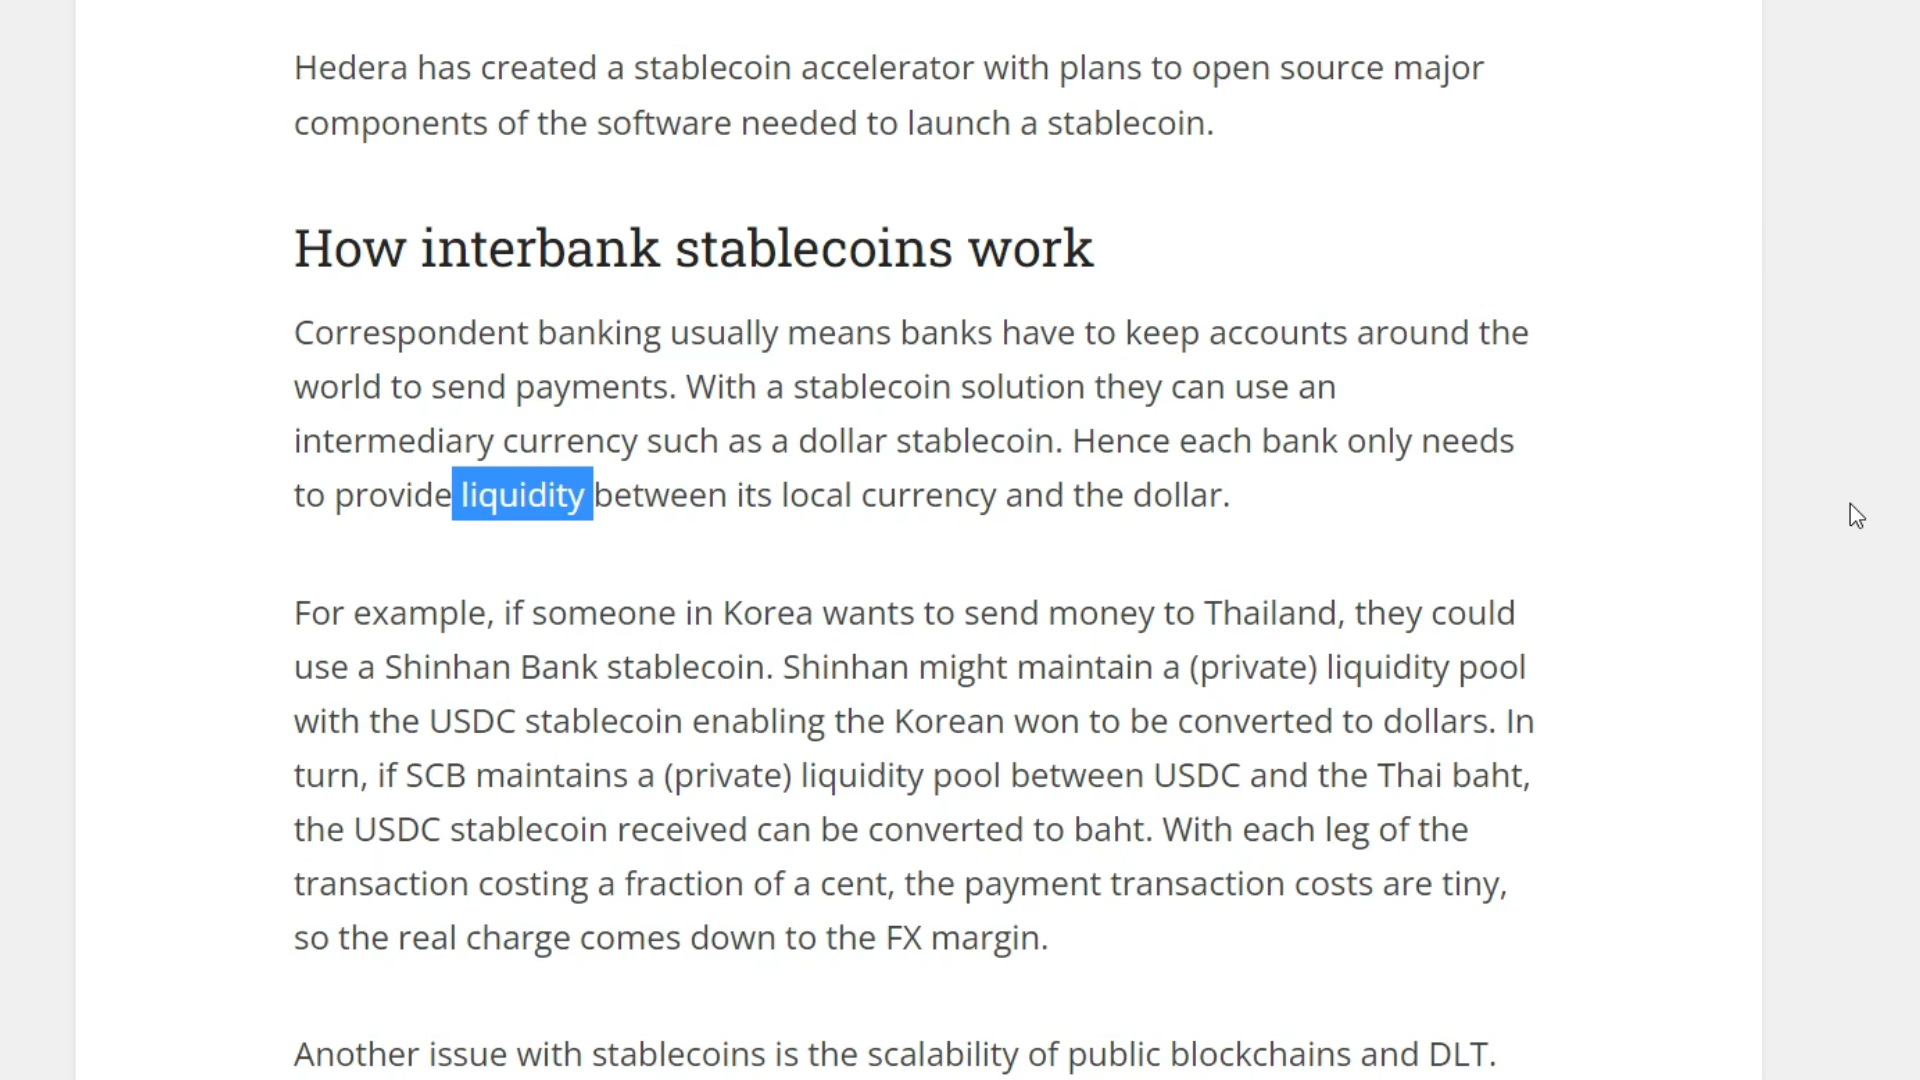 Hedera has created a stablecoin accelerator with plans to open source major
components of the software needed to launch a stablecoin.
How interbank stablecoins work
Correspondent banking usually means banks have to keep accounts around the
world to send payments. With a stablecoin solution they can use an
intermediary currency such as a dollar stablecoin. Hence each bank only needs
to provide liquidity between its local currency and the dollar.
For example, if someone in Korea wants to send money to Thailand, they could
use a Shinhan Bank stablecoin. Shinhan might maintain a (private) liquidity pool
with the USDC stablecoin enabling the Korean won to be converted to dollars. In
turn, if SCB maintains a (private) liquidity pool between USDC and the Thai baht,
the USDC stablecoin received can be converted to baht. With each leg of the
transaction costing a fraction of a cent, the payment transaction costs are tiny,
so the real charge comes down to the FX margin.
Another issue with stablecoins is the scalability of public blockchains and DLT.